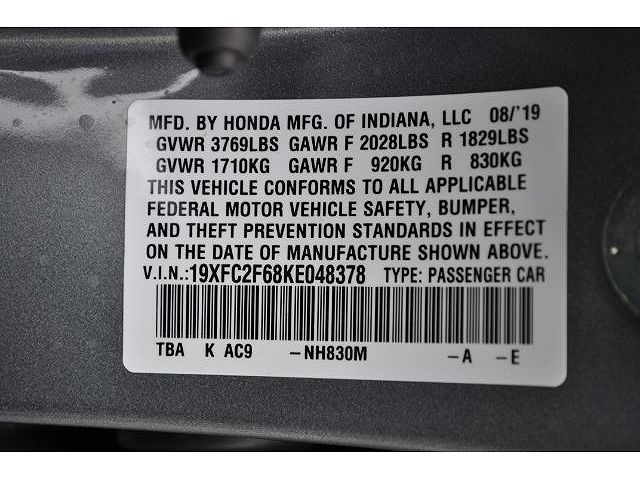 MFD. BY HONDA MFG. OF INDIANA, LLC 08/'19
GVWR 3769LBS GAWR F 2028LBS R 1829LBS
GVWR 1710KG GAWR F 920KG R 830KG
THIS VEHICLE CONFORMS TO ALL APPLICABLE
FEDERAL MOTOR VEHICLE SAFETY, BUMPER,
AND THEFT PREVENTION STANDARDS IN EFFECT
ON THE DATE OF MANUFACTURE SHOWN ABOVE.
V.I.N.:19XFC2F68KE048378 TYPE: PASSENGER CAR
TBA K AC9 -NH830M -A -E